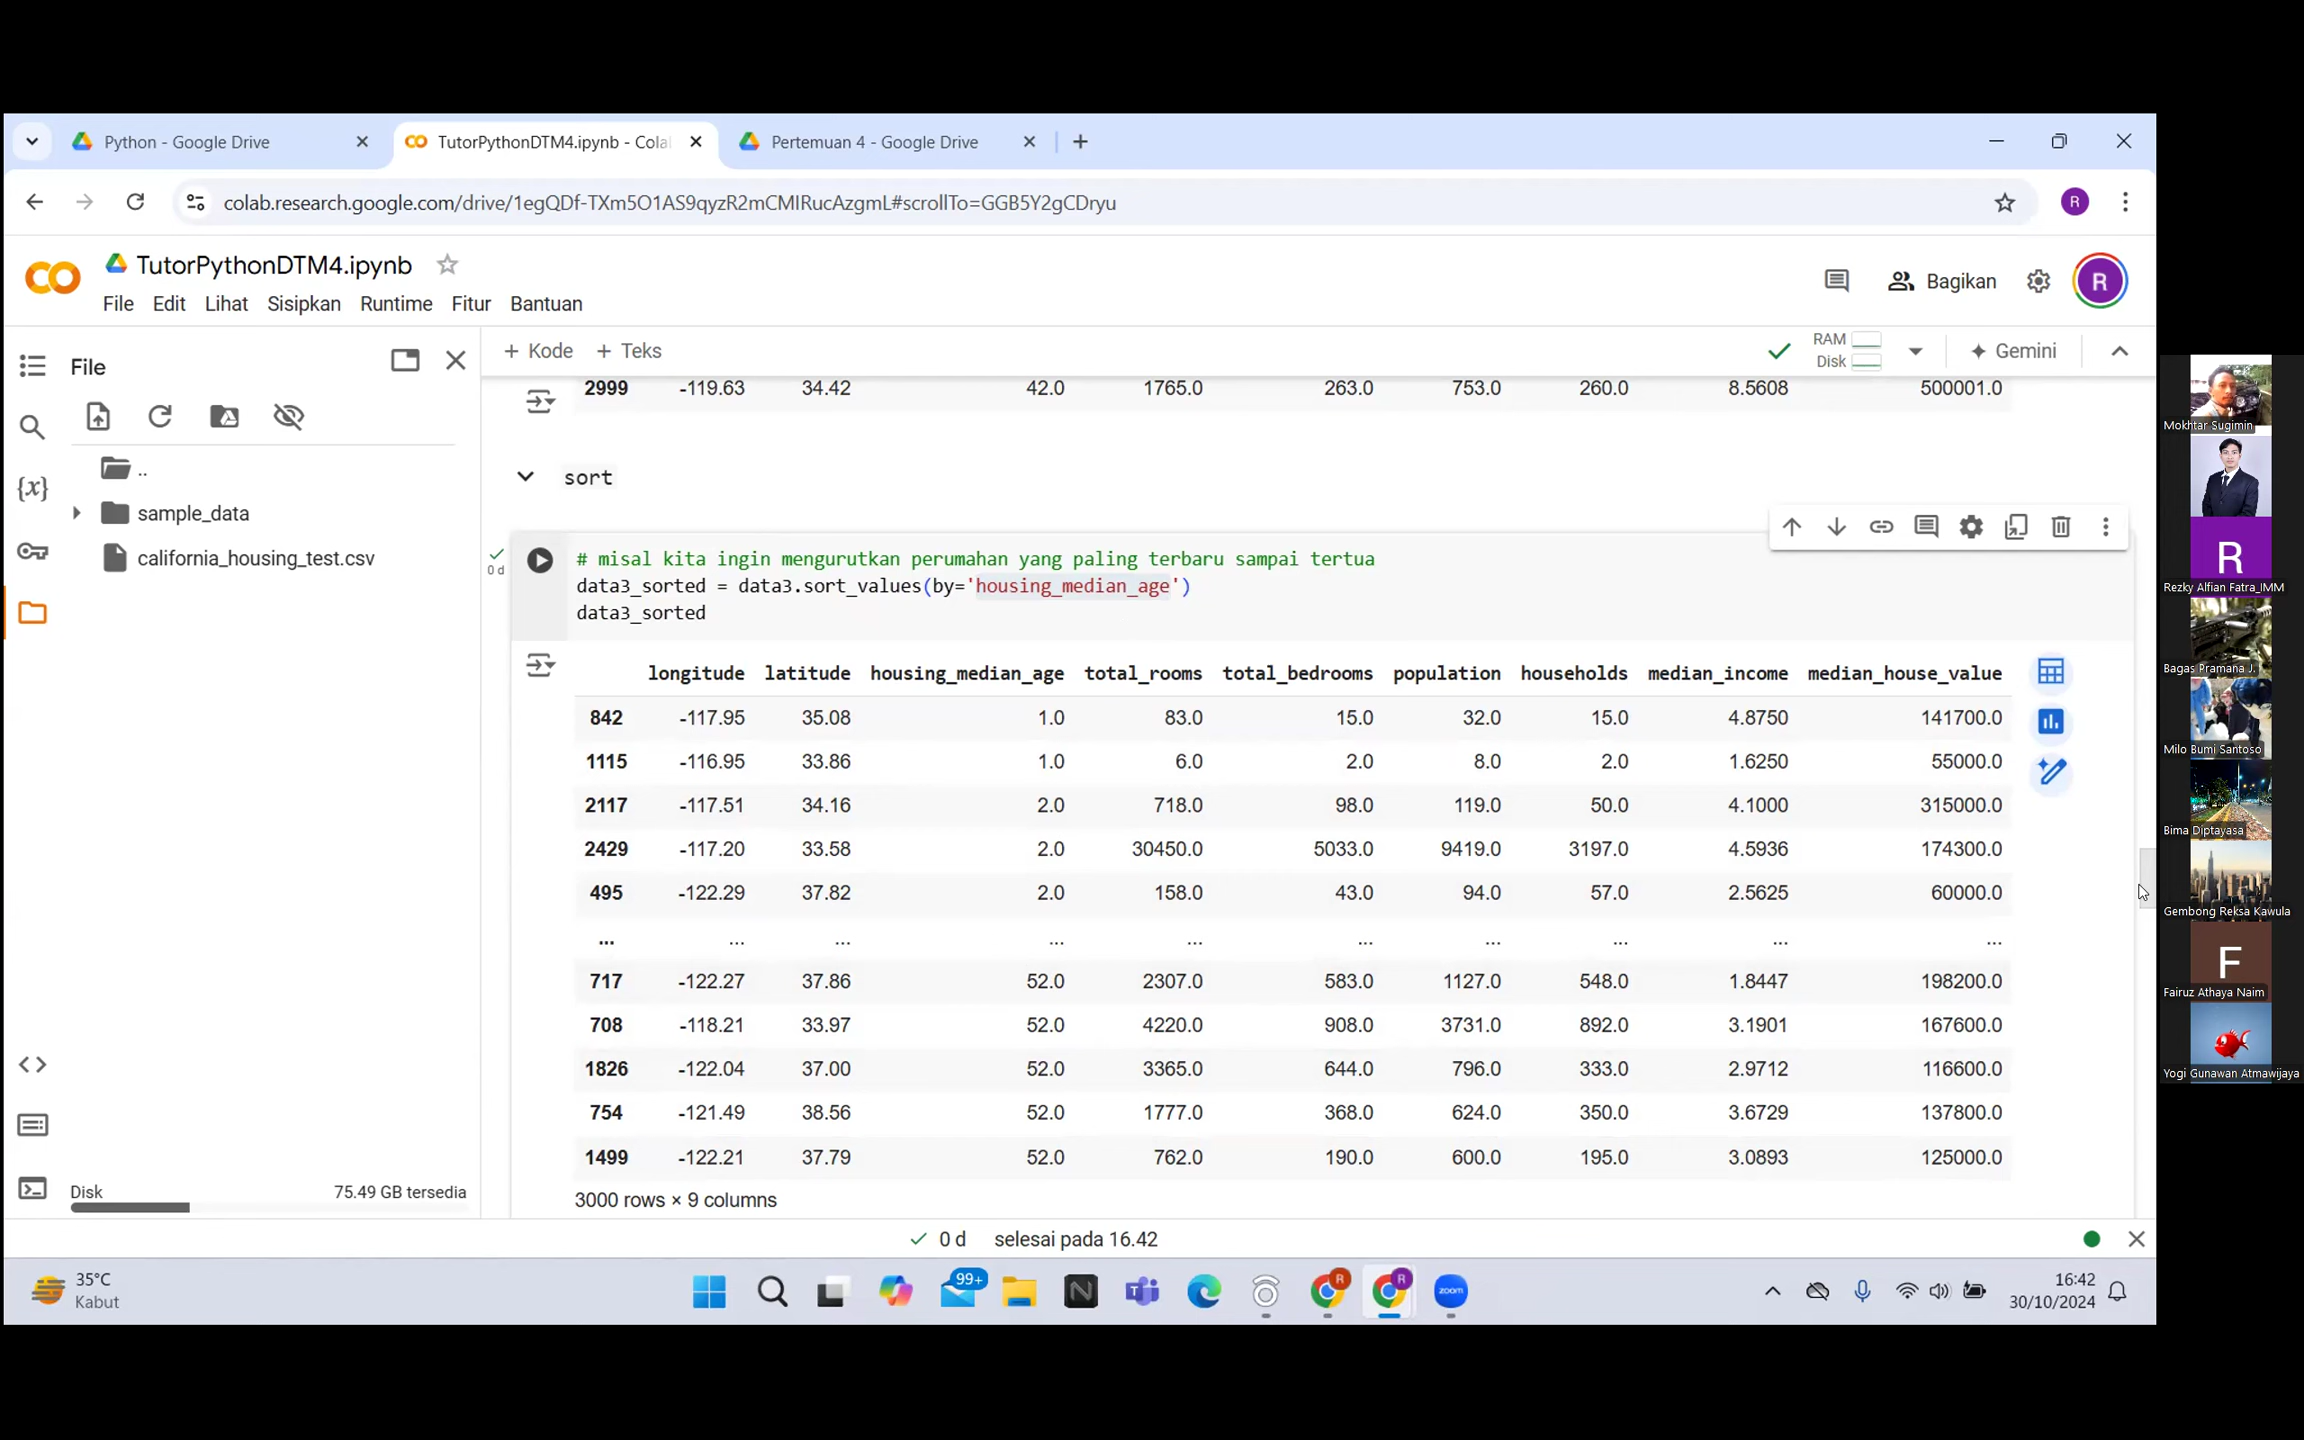 Python - Google Drive
TutorPythonDTM4.ipynb - Cola
Pertemuan 4 - Google Drive
colab.research.google.com/drive/1egQDf-TXm5O1AS9qyzR2mCMIRucAzgmL#scrollTo=GGB5Y2gCDryu
R
TutorPythonDTM4.ipynb
File Edit Lihat Sisipkan Runtime Fitur Bantuan
Bagikan
R
File
+ Kode + Teks
RAM
Disk
Gemini
..
sample_data
california_housing_test.csv
Disk 75.49 GB tersedia
2999 -119.63 34.42 42.0 1765.0 263.0 753.0 260.0 8.5608 500001.0
sort
0 d
# misal kita ingin mengurutkan perumahan yang paling terbaru sampai tertua
data3_sorted = data3.sort_values(by='housing_median_age')
data3_sorted
longitude latitude housing_median_age total_rooms total_bedrooms population households median_income median_house_value
842 -117.95 35.08 1.0 83.0 15.0 32.0 15.0 4.8750 141700.0
1115 -116.95 33.86 1.0 6.0 2.0 8.0 2.0 1.6250 55000.0
2117 -117.51 34.16 2.0 718.0 98.0 119.0 50.0 4.1000 315000.0
2429 -117.20 33.58 2.0 30450.0 5033.0 9419.0 3197.0 4.5936 174300.0
495 -122.29 37.82 2.0 158.0 43.0 94.0 57.0 2.5625 60000.0
... ... ... ... ... ... ... ... ... ...
717 -122.27 37.86 52.0 2307.0 583.0 1127.0 548.0 1.8447 198200.0
708 -118.21 33.97 52.0 4220.0 908.0 3731.0 892.0 3.1901 167600.0
1826 -122.04 37.00 52.0 3365.0 644.0 796.0 333.0 2.9712 116600.0
754 -121.49 38.56 52.0 1777.0 368.0 624.0 350.0 3.6729 137800.0
1499 -122.21 37.79 52.0 762.0 190.0 600.0 195.0 3.0893 125000.0
3000 rows × 9 columns
0 d selesai pada 16.42
35°C
Kabut
99+
R
R
zoom
16:42
30/10/2024
Mokhtar Sugimin
R
Rezky Alfian Fatra_IMM
Bagas Pramana J.
Milo Bumi Santoso
Bima Diptayasa
Gembong Reksa Kawula
F
Fairuz Athaya Naim
Yogi Gunawan Atmawijaya